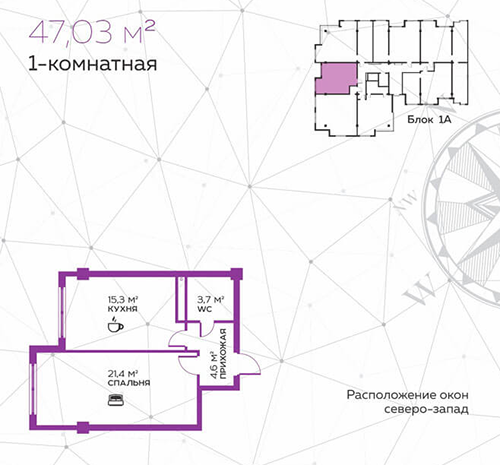 47,03 м²
1-комнатная
Блок 1А
W
NW
W
15,3 м²
КУХНЯ
3,7 м²
WC
4,6 м²
ПРИХОЖАЯ
21,4 м²
СПАЛЬНЯ
Расположение окон
северо-запад